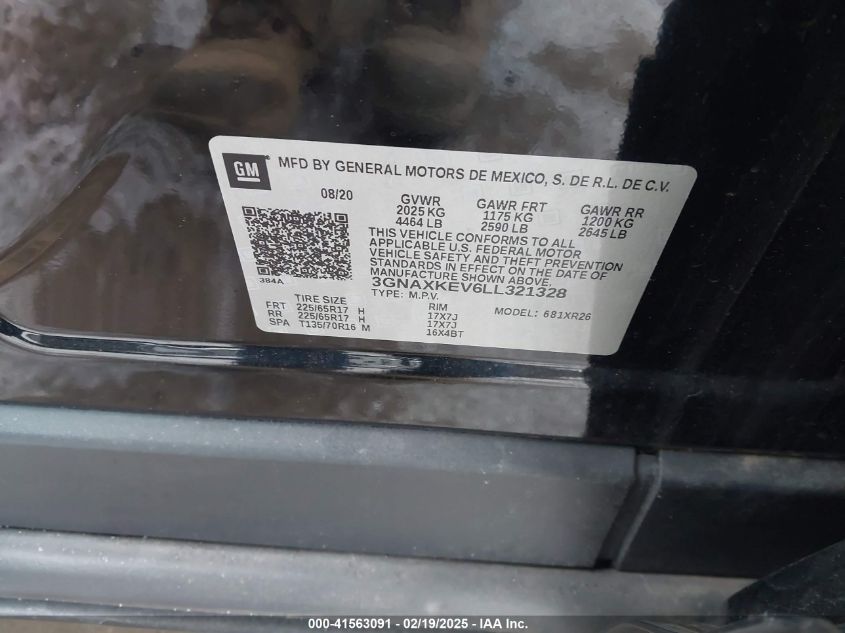 GM
MFD BY GENERAL MOTORS DE MEXICO, S. DE R.L. DE C.V.
08/20 GVWR GAWR FRT GAWR RR
2025 KG 1175 KG 1200 KG
4464 LB 2590 LB 2645 LB
THIS VEHICLE CONFORMS TO ALL
APPLICABLE U.S. FEDERAL MOTOR
VEHICLE SAFETY AND THEFT PREVENTION
STANDARDS IN EFFECT ON THE DATE OF
MANUFACTURE SHOWN ABOVE.
384A
3GNAXKEV6LL321328
TYPE: M.P.V.
TIRE SIZE RIM MODEL: 681XR26
FRT 225/65R17 H 17X7J
RR 225/65R17 H 17X7J
SPA T135/70R16 M 16X4BT
000-41563091 / 02/19/2025 - IAA Inc.